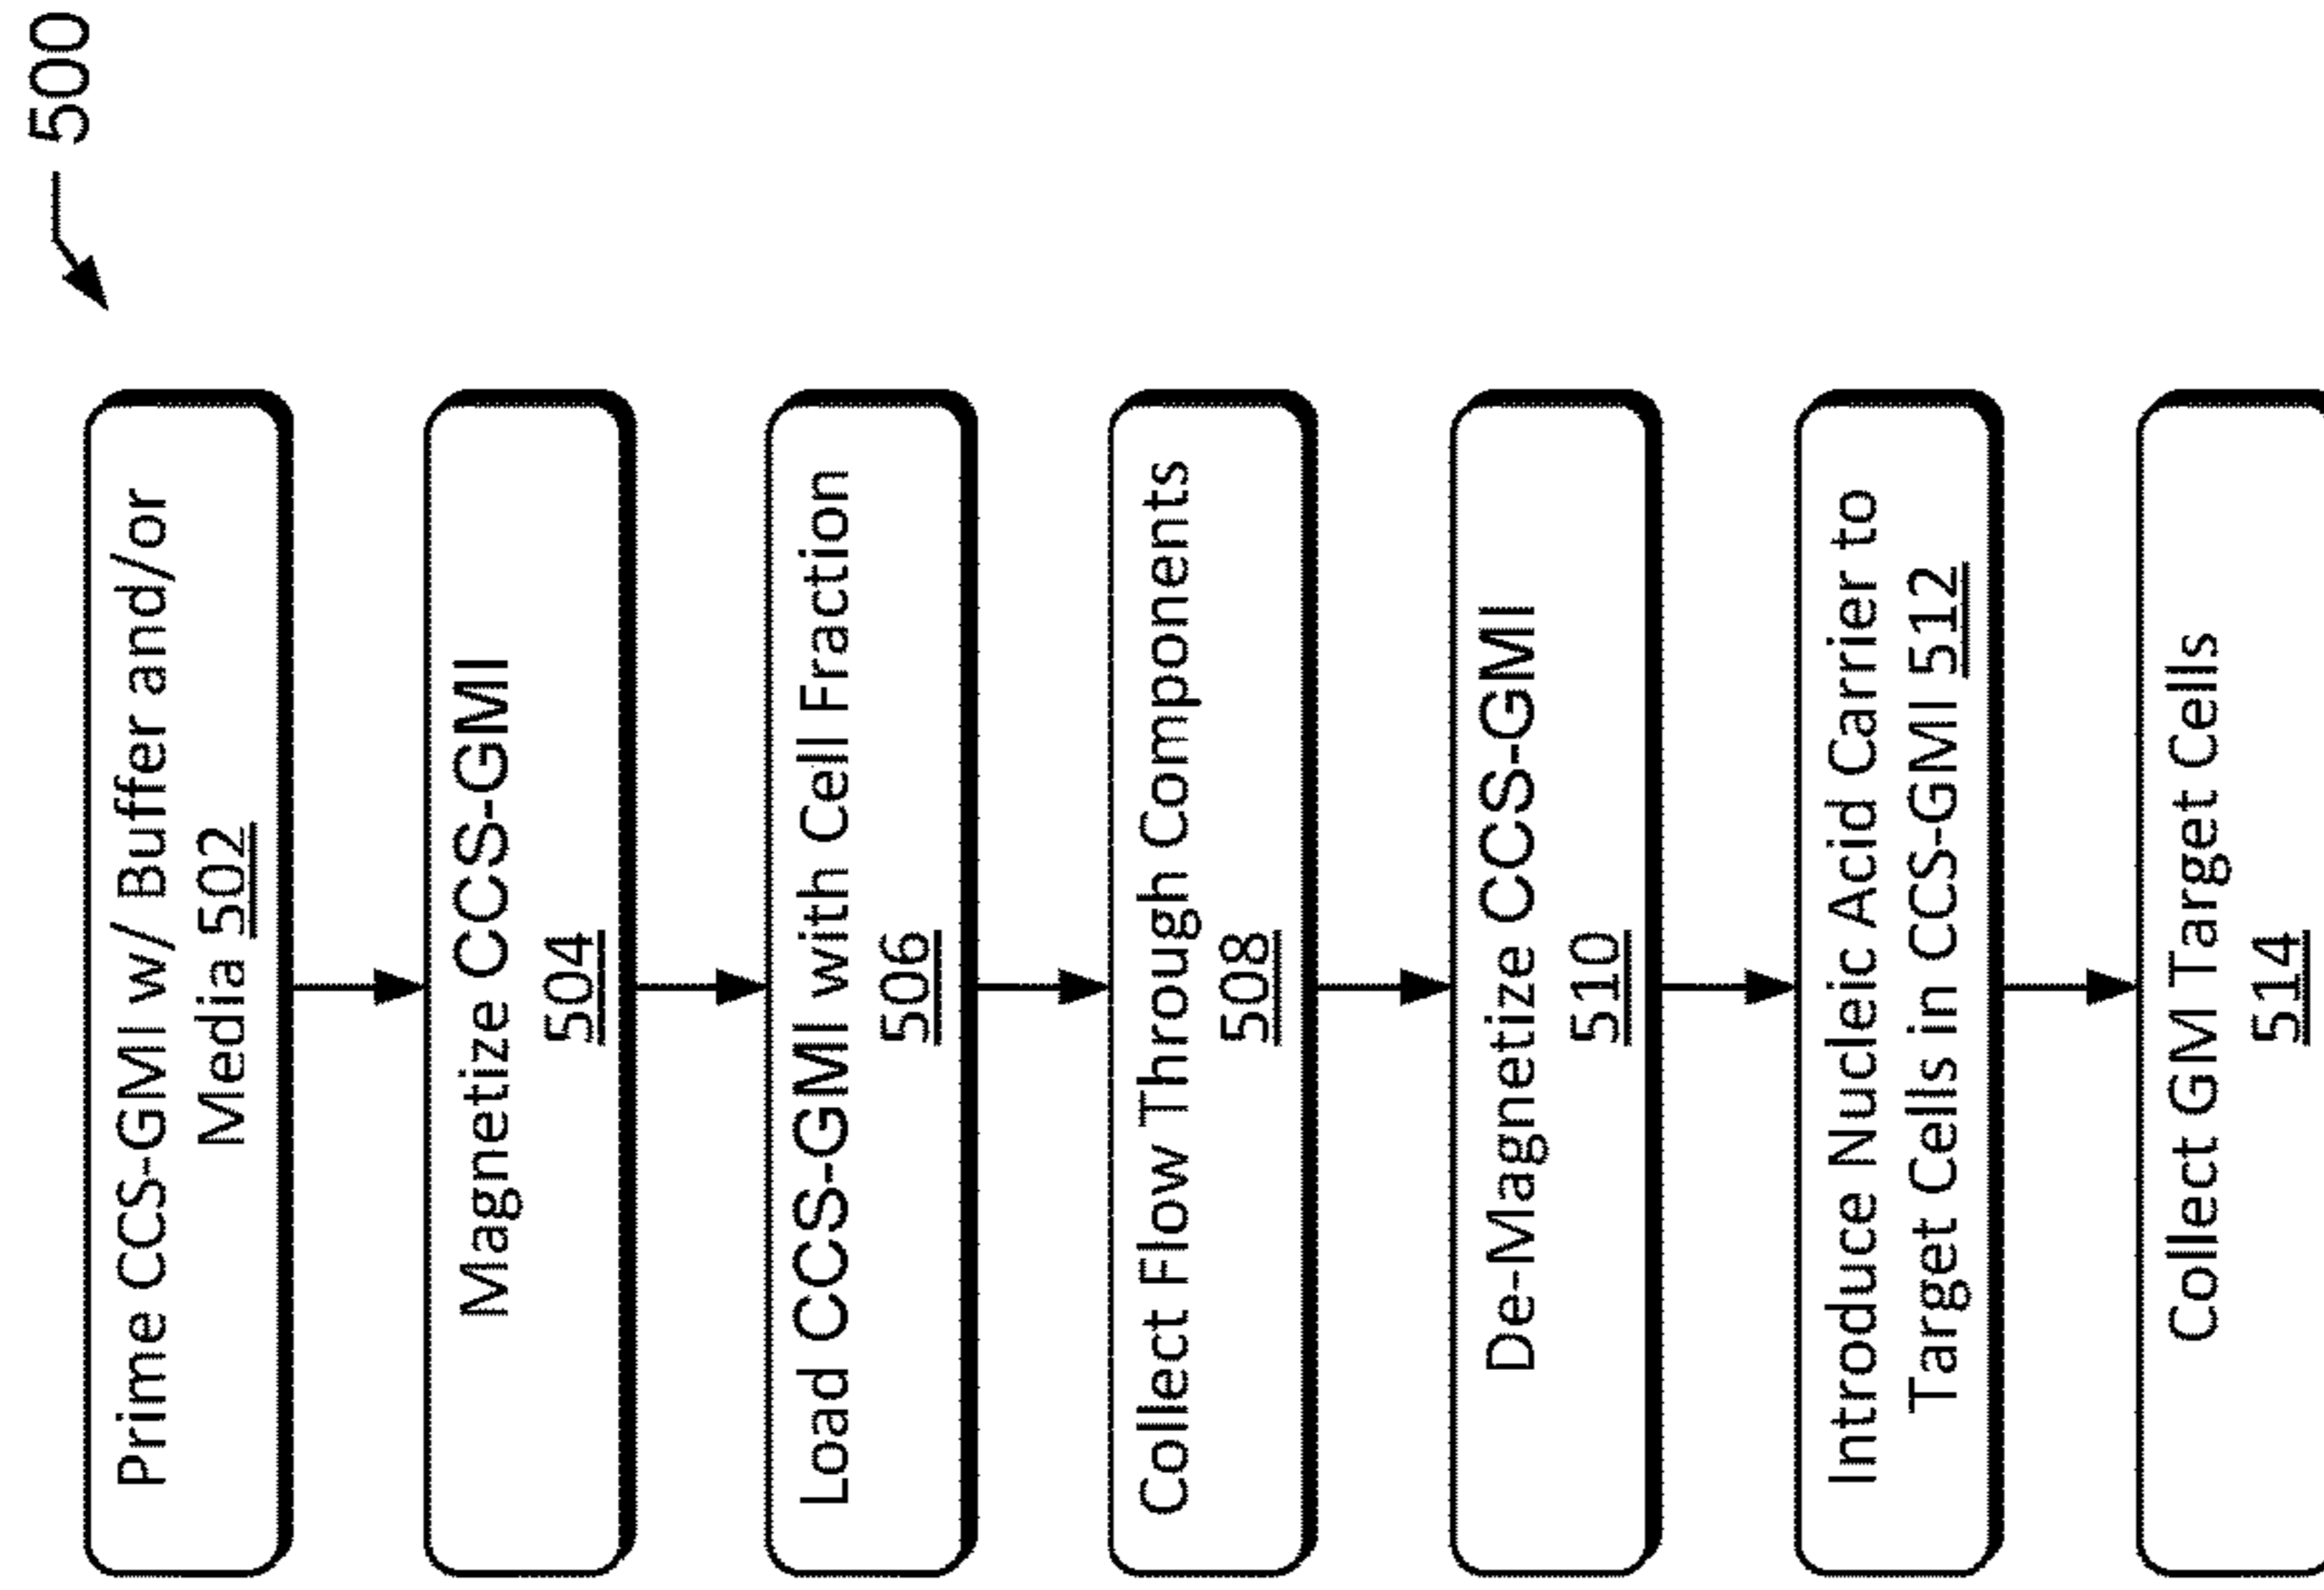 500
Prime CCS-GMI w/ Buffer and/or
Media 502
Magnetize CCS-GMI
504
Load CCS-GMI with Cell Fraction
506
Collect Flow Through Components
508
De-Magnetize CCS-GMI
510
Introduce Nucleic Acid Carrier to
Target Cells in CCS-GMI 512
Collect GM Target Cells
514